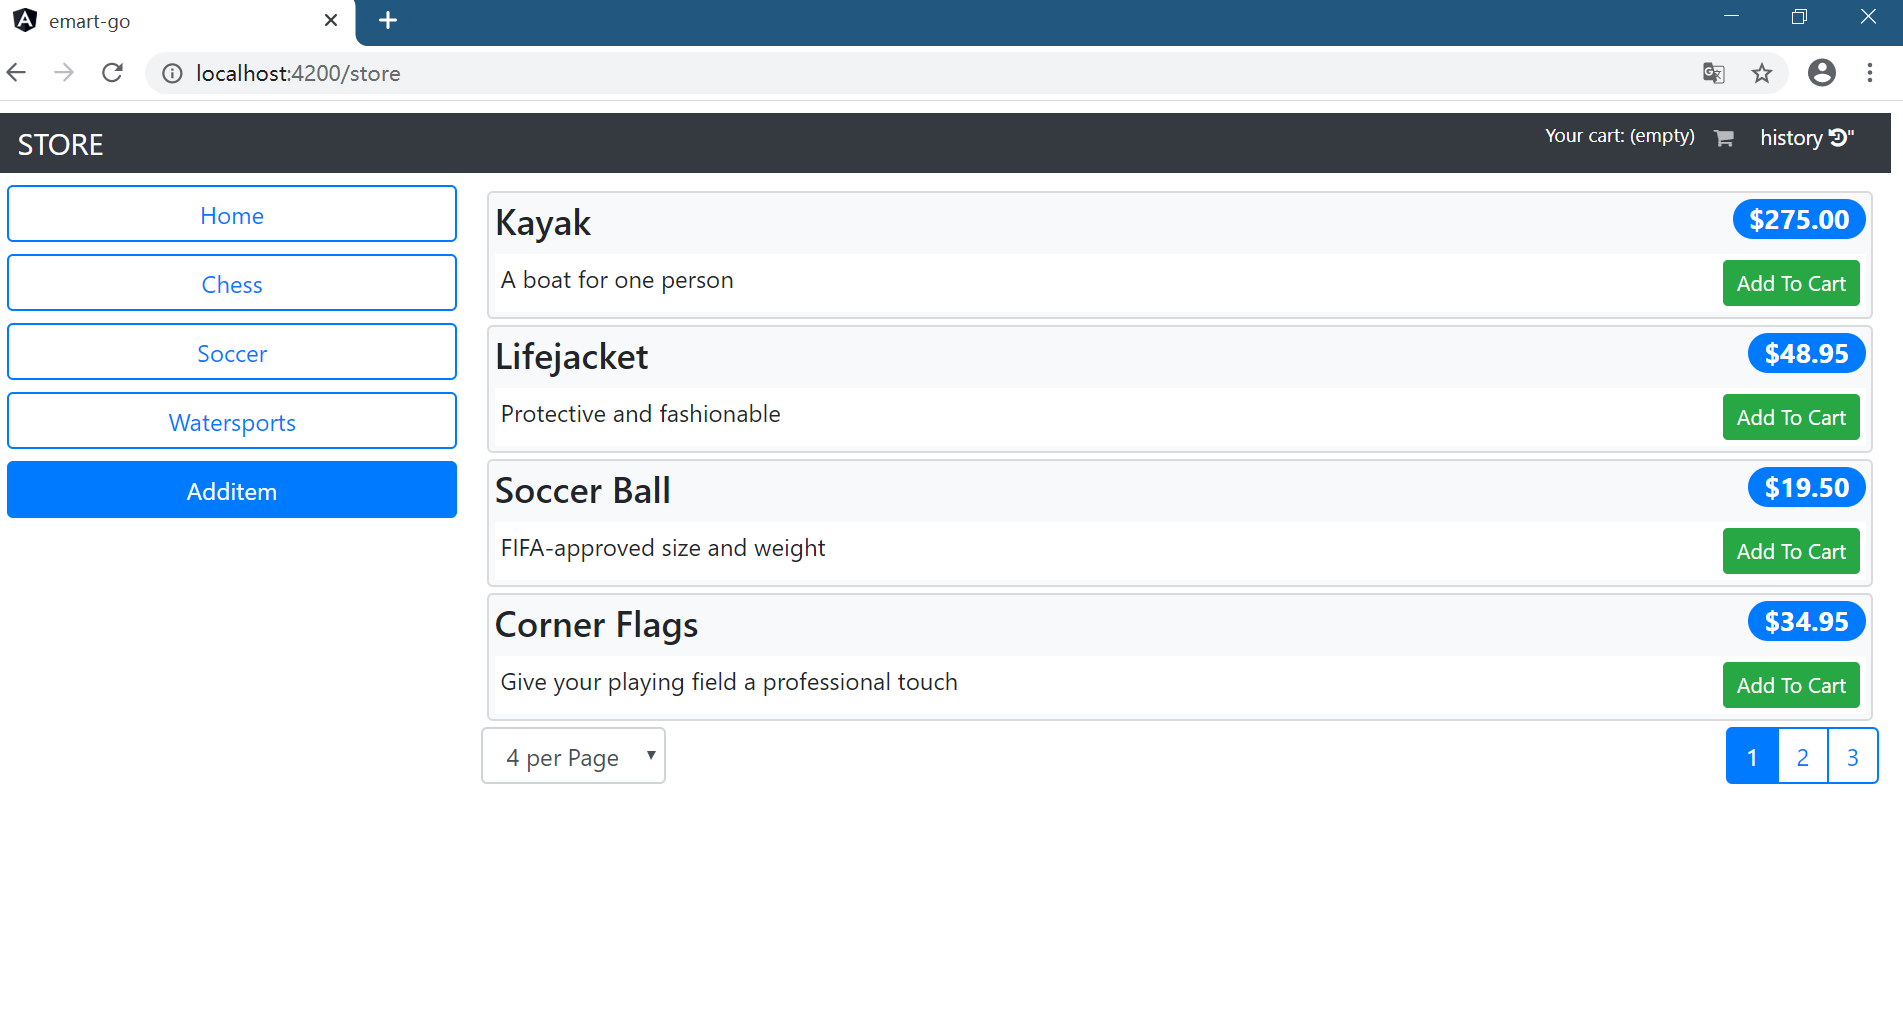 emart-go
localhost:4200/store
STORE
Your cart: (empty)
history "
Home
Chess
Soccer
Watersports
Additem
Kayak
$275.00
A boat for one person
Add To Cart
Lifejacket
$48.95
Protective and fashionable
Add To Cart
Soccer Ball
$19.50
FIFA-approved size and weight
Add To Cart
Corner Flags
$34.95
Give your playing field a professional touch
Add To Cart
4 per Page
1 2 3